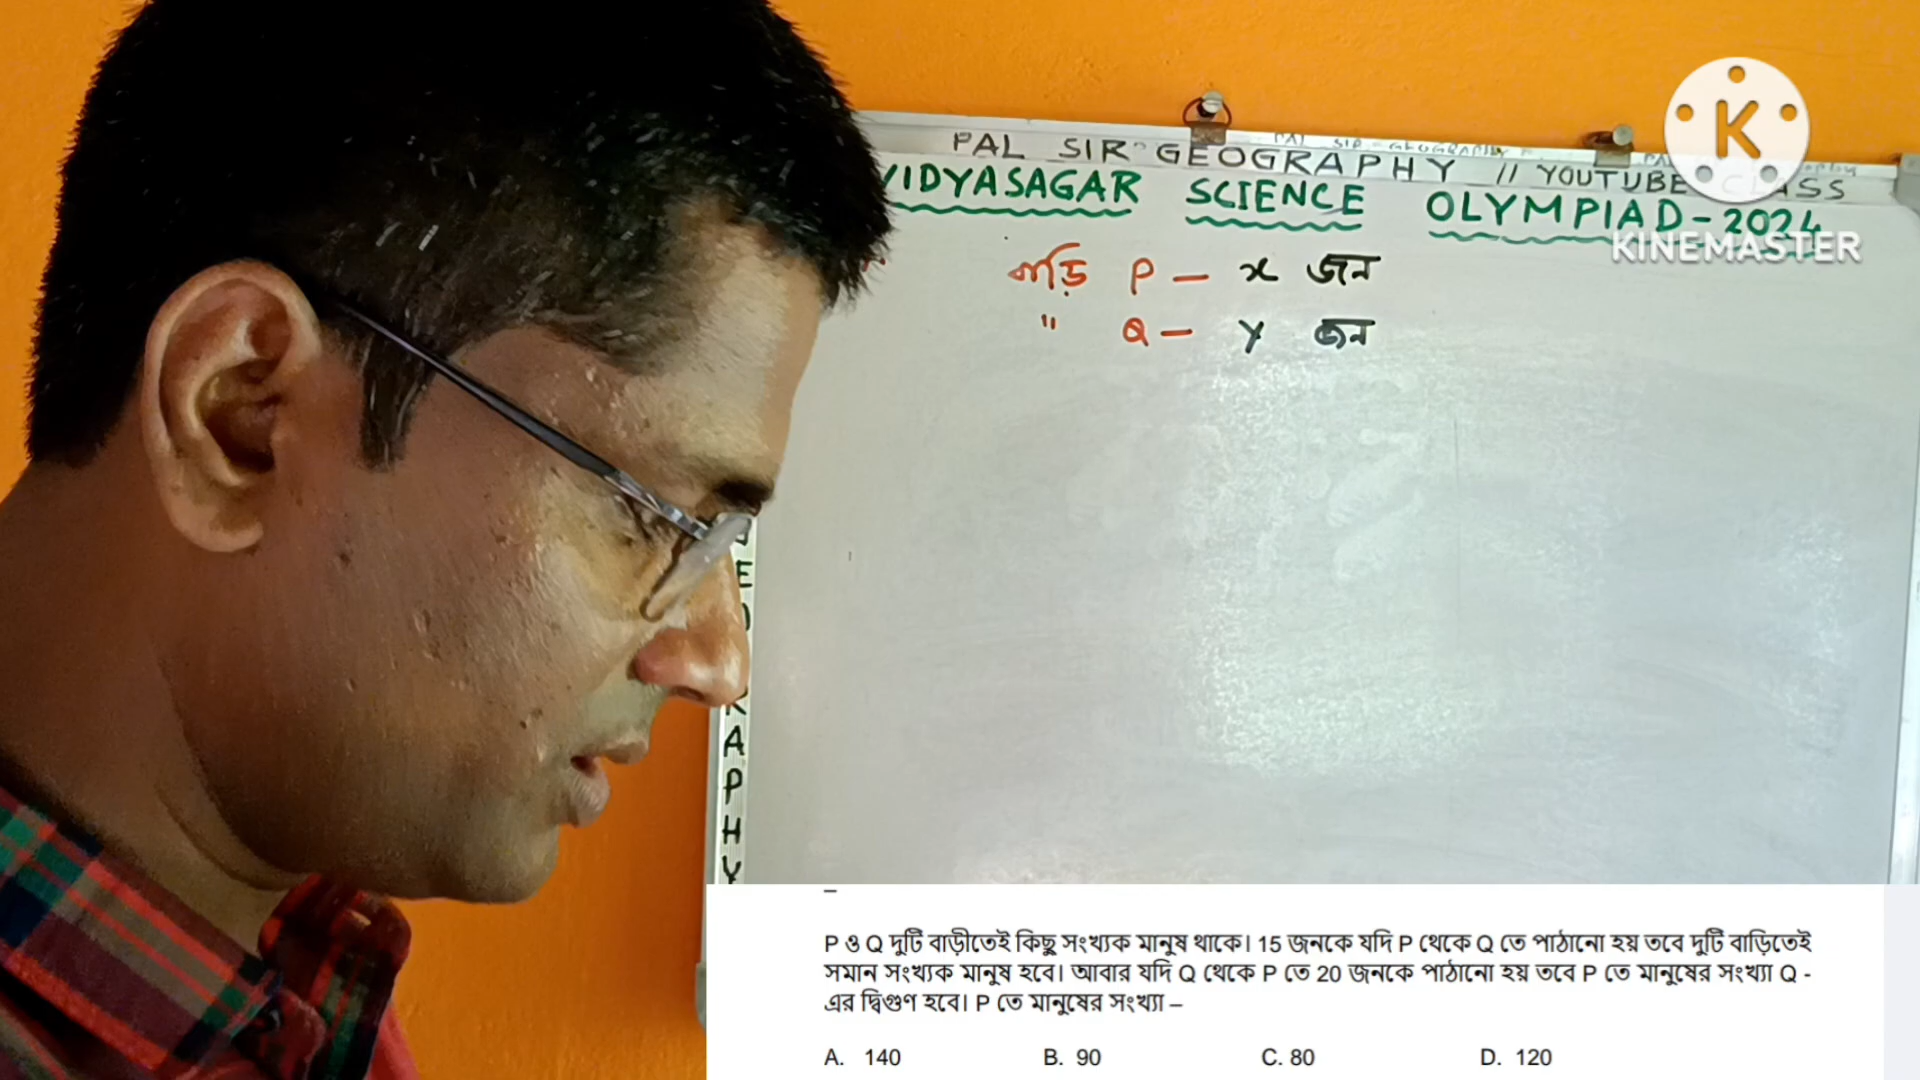 PAL SIR GEOGRAPHY // YOUTUBE CLASS
VIDYASAGAR SCIENCE OLYMPIAD-2024
K
KINEMASTER
বাড়ি P - x জন
" Q - y জন
RAPHY
P ও Q দুটি বাড়ীতেই কিছু সংখ্যক মানুষ থাকে। 15 জনকে যদি P থেকে Q তে পাঠানো হয় তবে দুটি বাড়িতেই
সমান সংখ্যক মানুষ হবে। আবার যদি Q থেকে P তে 20 জনকে পাঠানো হয় তবে P তে মানুষের সংখ্যা Q -
এর দ্বিগুণ হবে। P তে মানুষের সংখ্যা –
A. 140 B. 90 C. 80 D. 120